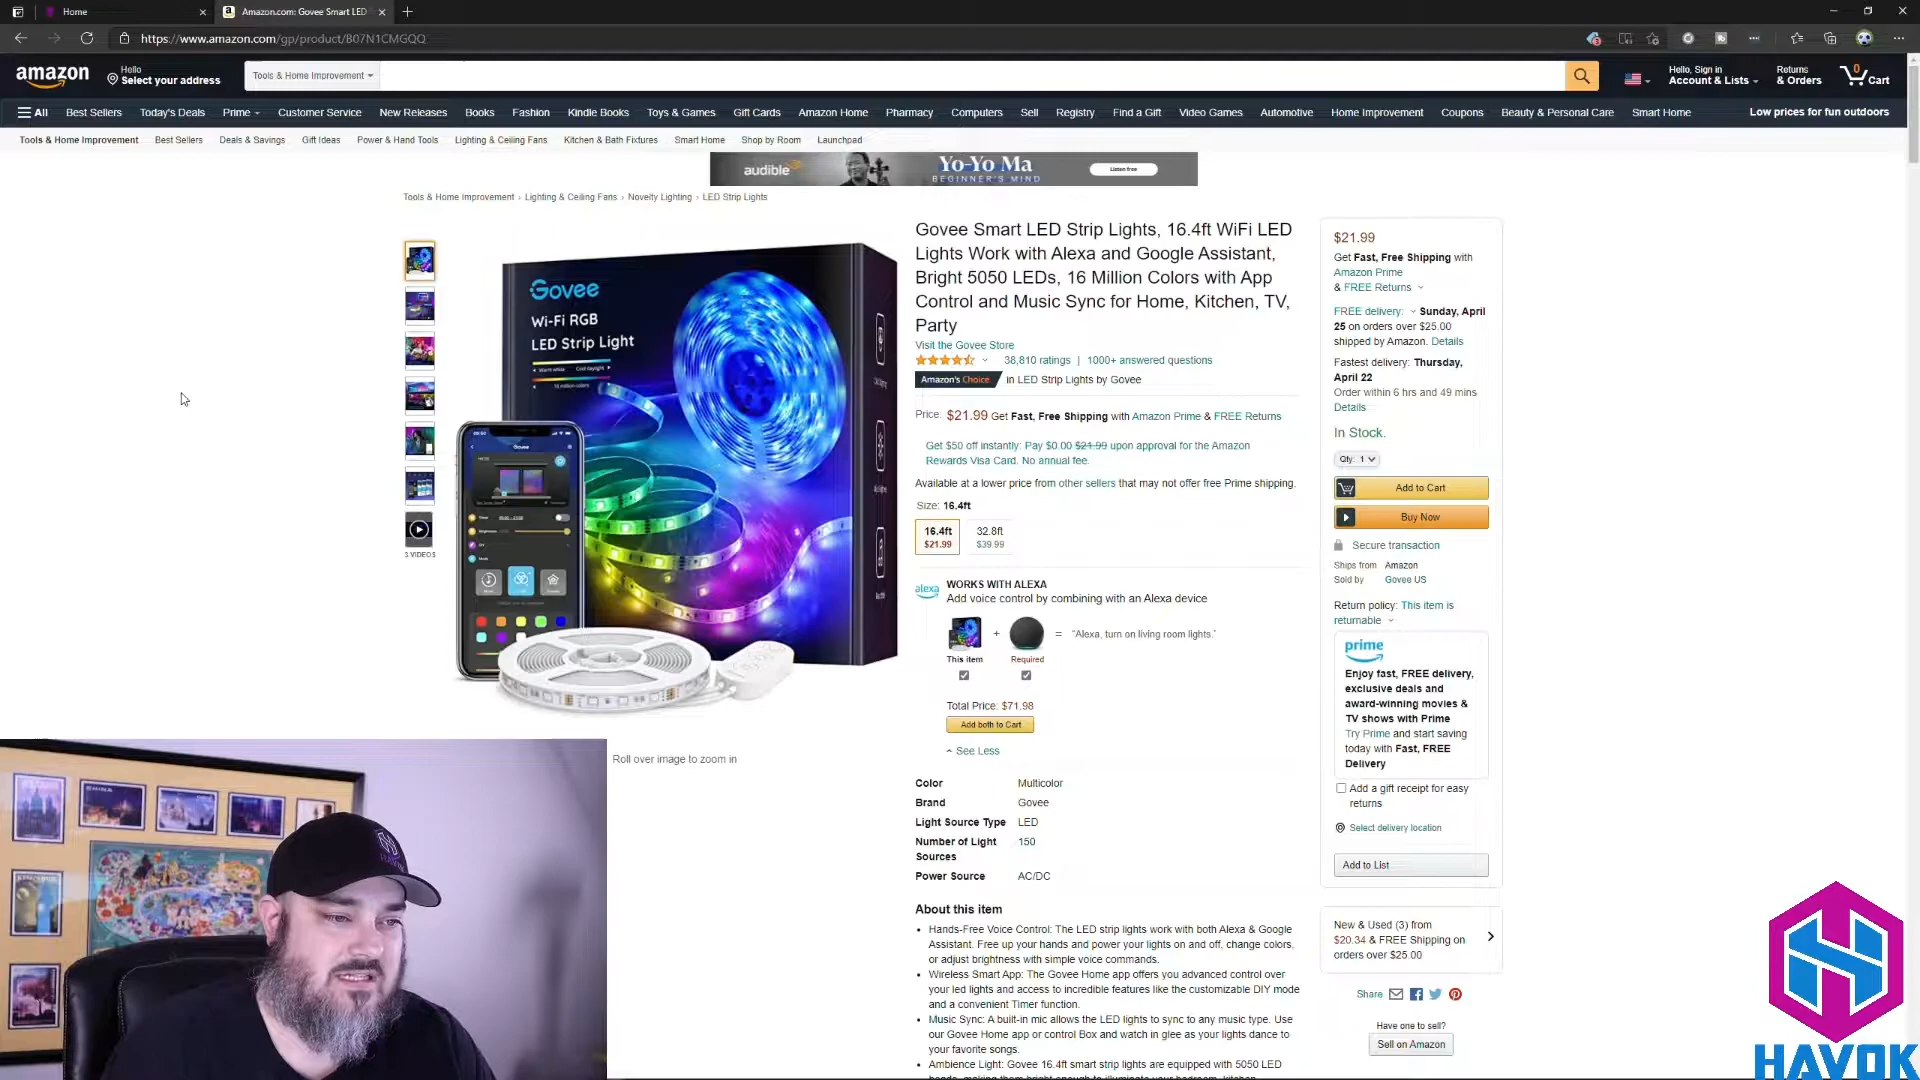 Home
Amazon.com: Govee Smart LED
https://www.amazon.com/gp/product/B07N1CMGQQ
amazon
Hello
Select your address
Tools & Home Improvement
Hello, Sign in
Account & Lists
Returns
& Orders
0
Cart
All
Best Sellers
Today's Deals
Prime
Customer Service
New Releases
Books
Fashion
Kindle Books
Toys & Games
Gift Cards
Amazon Home
Pharmacy
Computers
Sell
Registry
Find a Gift
Video Games
Automotive
Home Improvement
Coupons
Beauty & Personal Care
Smart Home
Low prices for fun outdoors
Tools & Home Improvement
Best Sellers
Deals & Savings
Gift Ideas
Power & Hand Tools
Lighting & Ceiling Fans
Kitchen & Bath Fixtures
Smart Home
Shop by Room
Launchpad
audible
Yo-Yo Ma
BEGINNER'S MIND
Listen free
Tools & Home Improvement › Lighting & Ceiling Fans › Novelty Lighting › LED Strip Lights
3 VIDEOS
Govee
Wi-Fi RGB
LED Strip Light
Warm white
Cool daylight
16 million colors
Govee
Roll over image to zoom in
Govee Smart LED Strip Lights, 16.4ft WiFi LED
Lights Work with Alexa and Google Assistant,
Bright 5050 LEDs, 16 Million Colors with App
Control and Music Sync for Home, Kitchen, TV,
Party
Visit the Govee Store
38,810 ratings | 1000+ answered questions
Amazon's Choice in LED Strip Lights by Govee
Price: $21.99 Get Fast, Free Shipping with Amazon Prime & FREE Returns
Get $50 off instantly: Pay $0.00 $21.99 upon approval for the Amazon
Rewards Visa Card. No annual fee.
Available at a lower price from other sellers that may not offer free Prime shipping.
Size: 16.4ft
16.4ft
$21.99
32.8ft
$39.99
alexa
WORKS WITH ALEXA
Add voice control by combining with an Alexa device
+
=
"Alexa, turn on living room lights."
This item
Required
Total Price: $71.98
Add both to Cart
See Less
Color Multicolor
Brand Govee
Light Source Type LED
Number of Light Sources 150
Power Source AC/DC
About this item
• Hands-Free Voice Control: The LED strip lights work with both Alexa & Google
Assistant. Free up your hands and power your lights on and off, change colors,
or adjust brightness with simple voice commands.
• Wireless Smart App: The Govee Home app offers you advanced control over
your led lights and access to incredible features like the customizable DIY mode
and a convenient Timer function.
• Music Sync: A built-in mic allows the LED lights to sync to any music type. Use
our Govee Home app or control Box and watch in glee as your lights dance to
your favorite songs.
• Ambience Light: Govee 16.4ft smart strip lights are equipped with 5050 LED
$21.99
Get Fast, Free Shipping with
Amazon Prime
& FREE Returns
FREE delivery: Sunday, April
25 on orders over $25.00
shipped by Amazon. Details
Fastest delivery: Thursday,
April 22
Order within 6 hrs and 49 mins
Details
In Stock.
Qty: 1
Add to Cart
Buy Now
Secure transaction
Ships from Amazon
Sold by Govee US
Return policy: This item is
returnable
prime
Enjoy fast, FREE delivery,
exclusive deals and
award-winning movies &
TV shows with Prime
Try Prime and start saving
today with Fast, FREE
Delivery
Add a gift receipt for easy
returns
Select delivery location
Add to List
New & Used (3) from
$20.34 & FREE Shipping on
orders over $25.00
Share
Have one to sell?
Sell on Amazon
CHINA
HAVOK